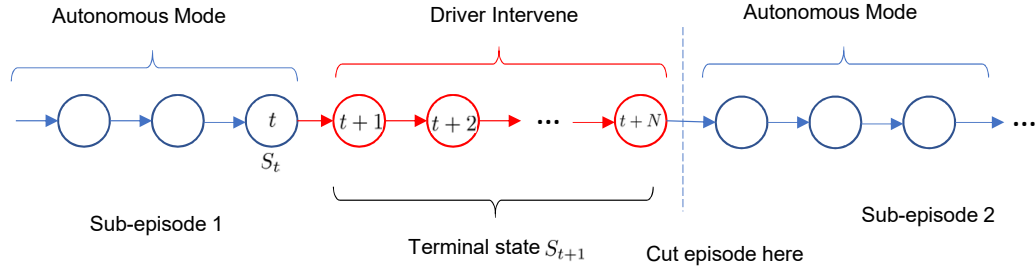 Autonomous Mode
Driver Intervene
Autonomous Mode
t
t + 1
t + 2
...
t + N
...
S_t
Sub-episode 1
Sub-episode 2
Terminal state S_{t+1}
Cut episode here